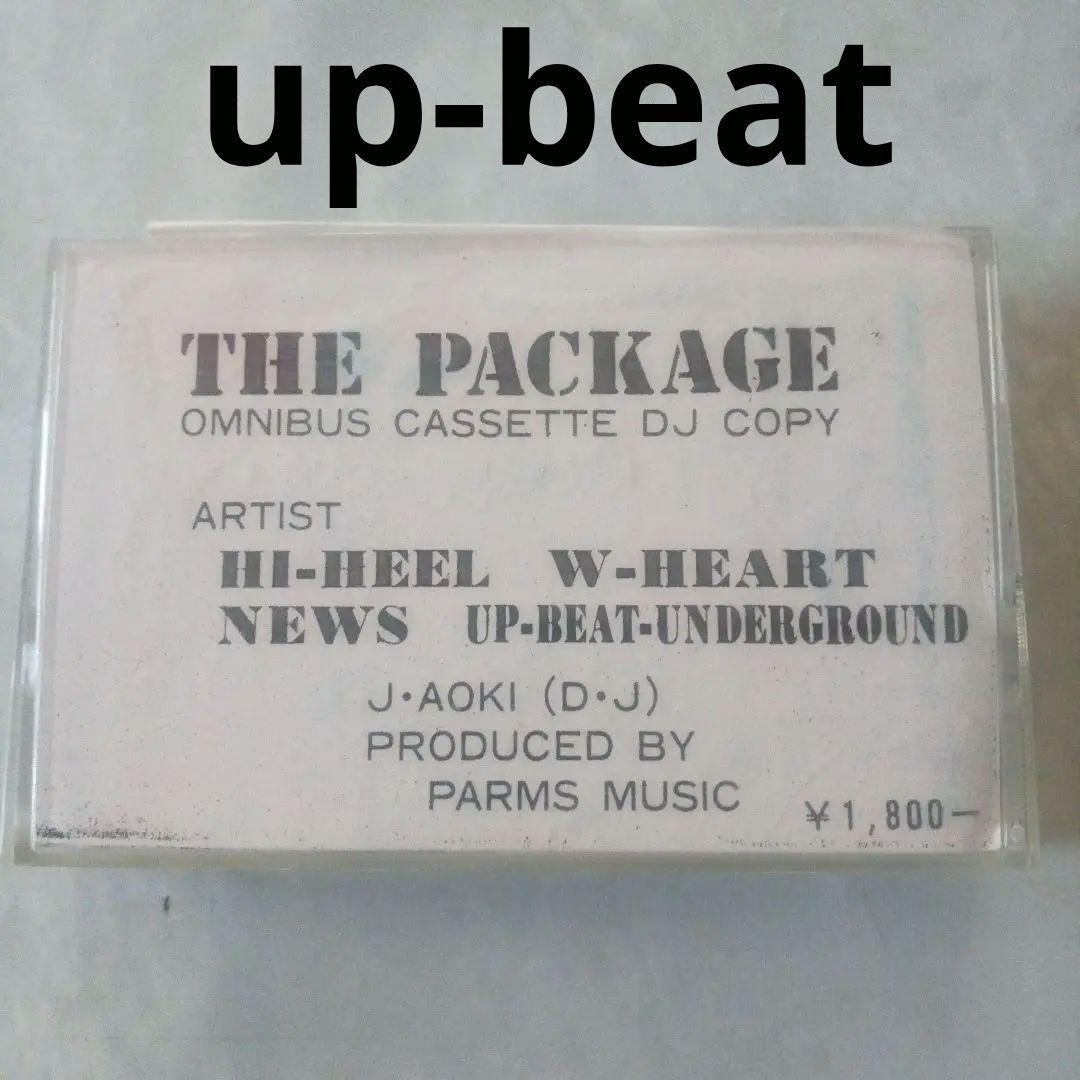 up-beat
THE PACKAGE
OMNIBUS CASSETTE DJ COPY
ARTIST
HI-HEEL W-HEART
NEWS UP-BEAT-UNDERGROUND
J•AOKI (D•J)
PRODUCED BY
PARMS MUSIC
¥1,800—